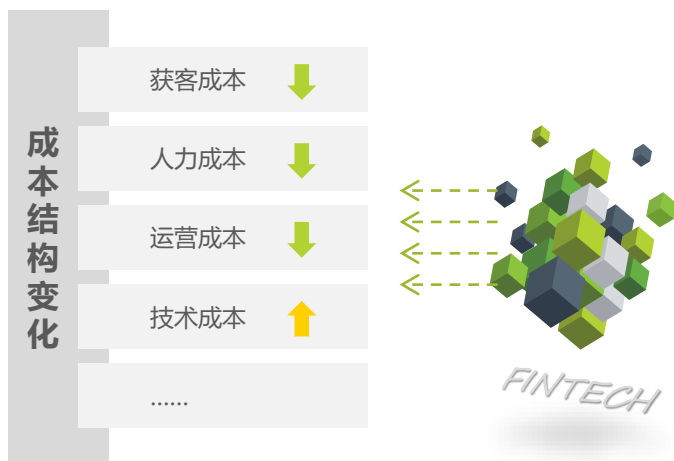 成本结构变化
获客成本
人力成本
运营成本
技术成本
......
FINTECH